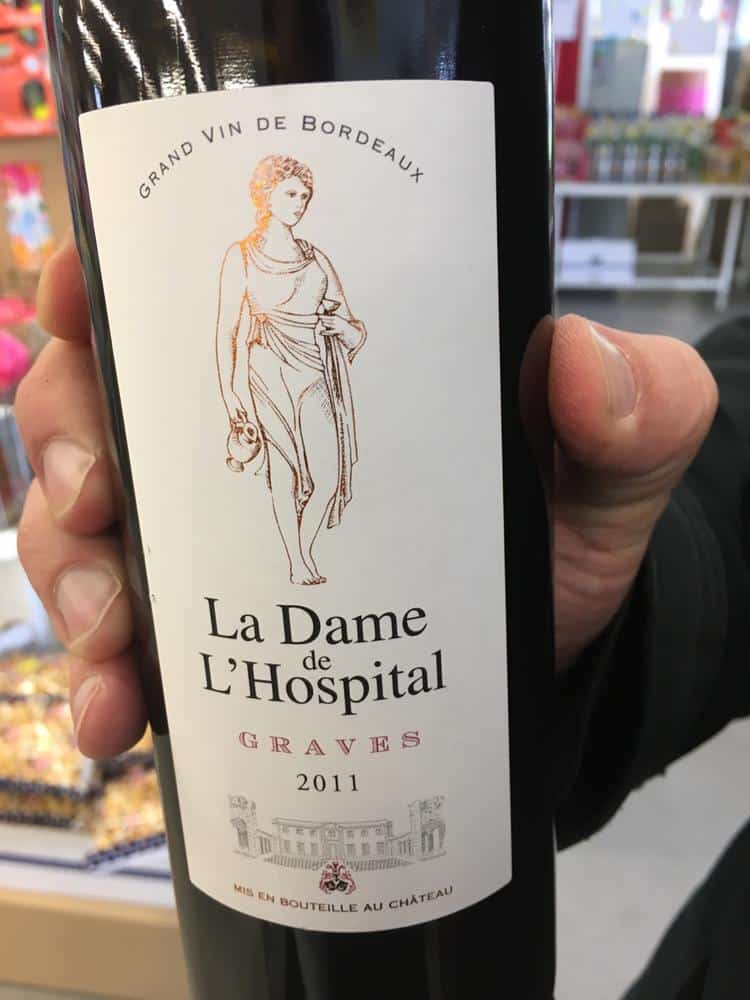 GRAND VIN DE BORDEAUX
La Dame
de
L'Hospital
GRAVES
2011
MIS EN BOUTEILLE AU CHÂTEAU